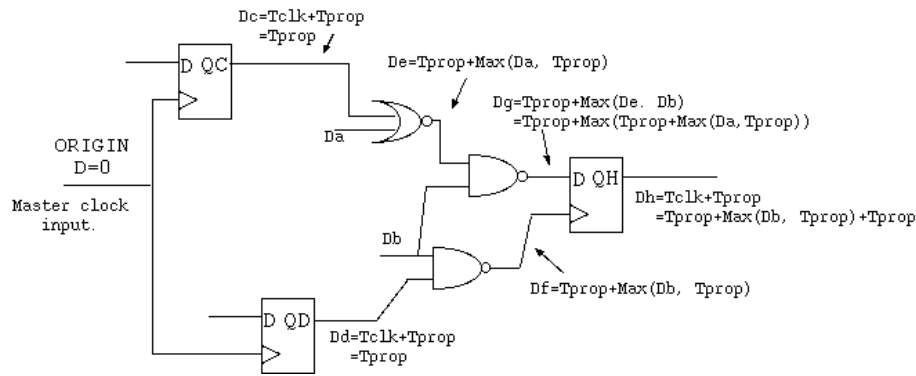 Dc=Tclk+Tprop
=Tprop
D QC
De=Tprop+Max(Da, Tprop)
Da
Dg=Tprop+Max(De. Db)
=Tprop+Max(Tprop+Max(Da,Tprop))
ORIGIN
D=0
Master clock
input.
D QH
Dh=Tclk+Tprop
=Tprop+Max(Db, Tprop)+Tprop
Db
Df=Tprop+Max(Db, Tprop)
D QD
Dd=Tclk+Tprop
=Tprop